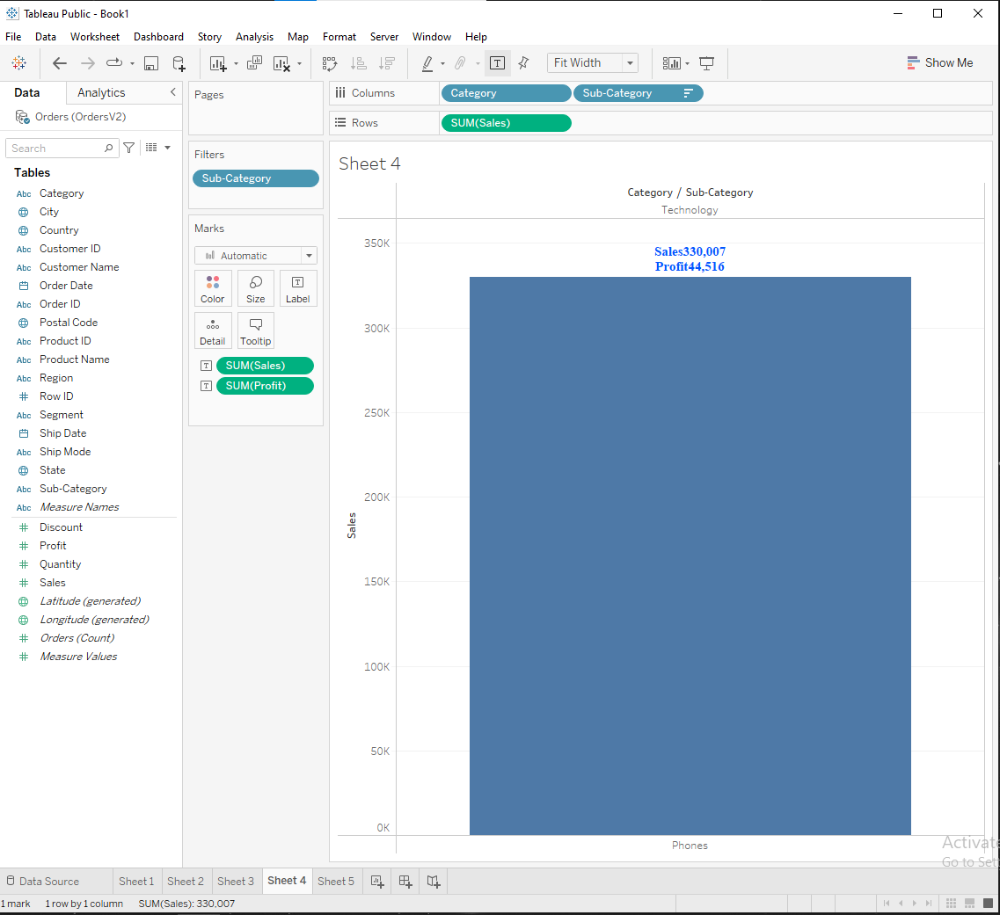 Tableau Public - Book1
File Data Worksheet Dashboard Story Analysis Map Format Server Window Help
Fit Width
Show Me
Data Analytics
Orders (OrdersV2)
Search
Tables
Abc Category
City
Country
Abc Customer ID
Abc Customer Name
Order Date
Abc Order ID
Postal Code
Abc Product ID
Abc Product Name
Abc Region
# Row ID
Abc Segment
Ship Date
Abc Ship Mode
State
Abc Sub-Category
Abc Measure Names
# Discount
# Profit
# Quantity
# Sales
Latitude (generated)
Longitude (generated)
# Orders (Count)
# Measure Values
Pages
Filters
Sub-Category
Marks
Automatic
Color Size Label
Detail Tooltip
SUM(Sales)
SUM(Profit)
Columns Category Sub-Category
Rows SUM(Sales)
Sheet 4
Category / Sub-Category
Technology
350K
300K
250K
200K
150K
100K
50K
0K
Sales
Sales330,007
Profit44,516
Phones
Activate
Go to Set
Data Source Sheet 1 Sheet 2 Sheet 3 Sheet 4 Sheet 5
1 mark 1 row by 1 column SUM(Sales): 330,007